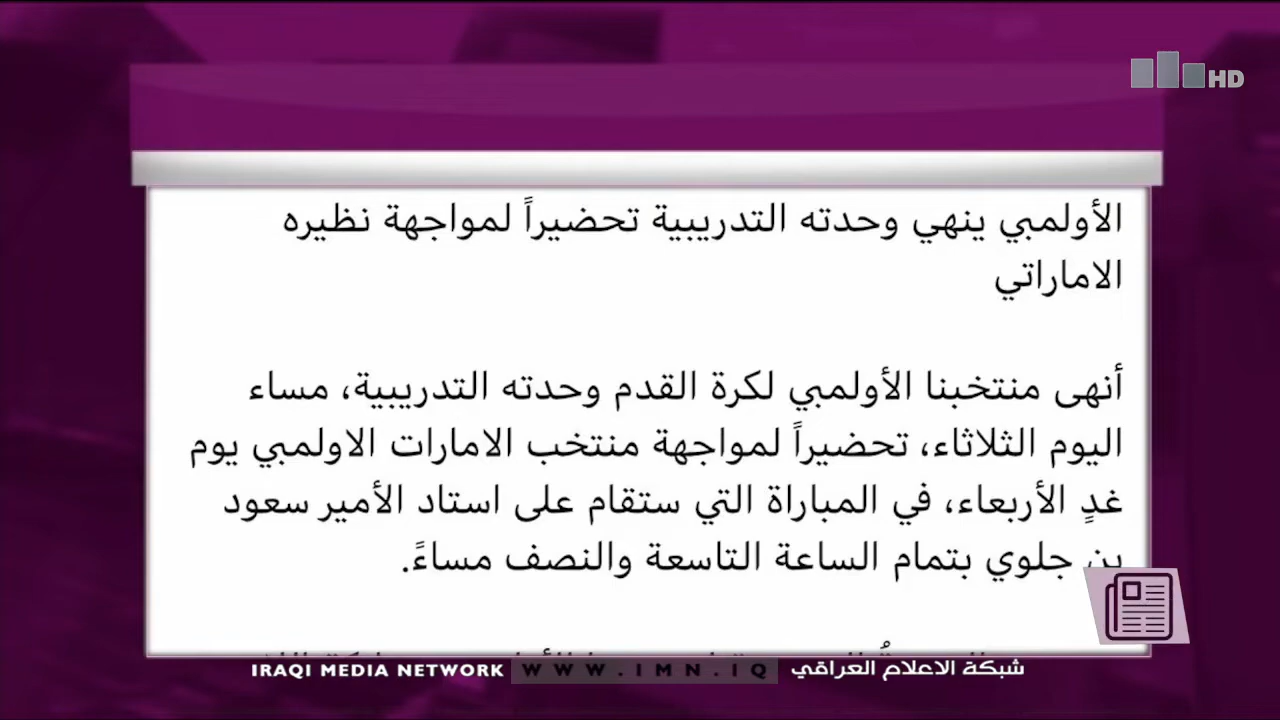 HD
الأولمبي ينهي وحدته التدريبية تحضيراً لمواجهة نظيره
الاماراتي
أنهى منتخبنا الأولمبي لكرة القدم وحدته التدريبية، مساء
اليوم الثلاثاء، تحضيراً لمواجهة منتخب الامارات الاولمبي يوم
غدٍ الأربعاء، في المباراة التي ستقام على استاد الأمير سعود
بن جلوي بتمام الساعة التاسعة والنصف مساءً.
IRAQI MEDIA NETWORK WWW.IMN.IQ شبكة الاعلام العراقي